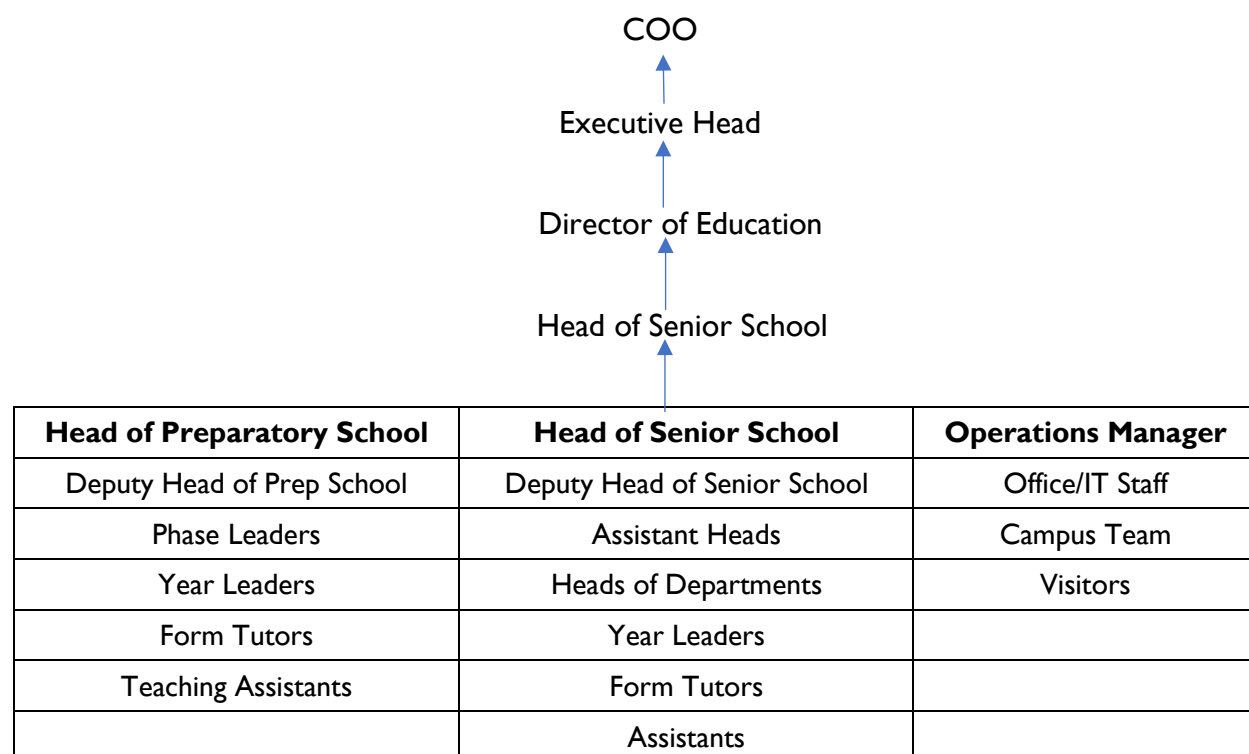 COO
Executive Head
Director of Education
Head of Senior School
Head of Preparatory School Head of Senior School Operations Manager
Deputy Head of Prep School Deputy Head of Senior School Office/IT Staff
Phase Leaders Assistant Heads Campus Team
Year Leaders Heads of Departments Visitors
Form Tutors Year Leaders
Teaching Assistants Form Tutors
Assistants